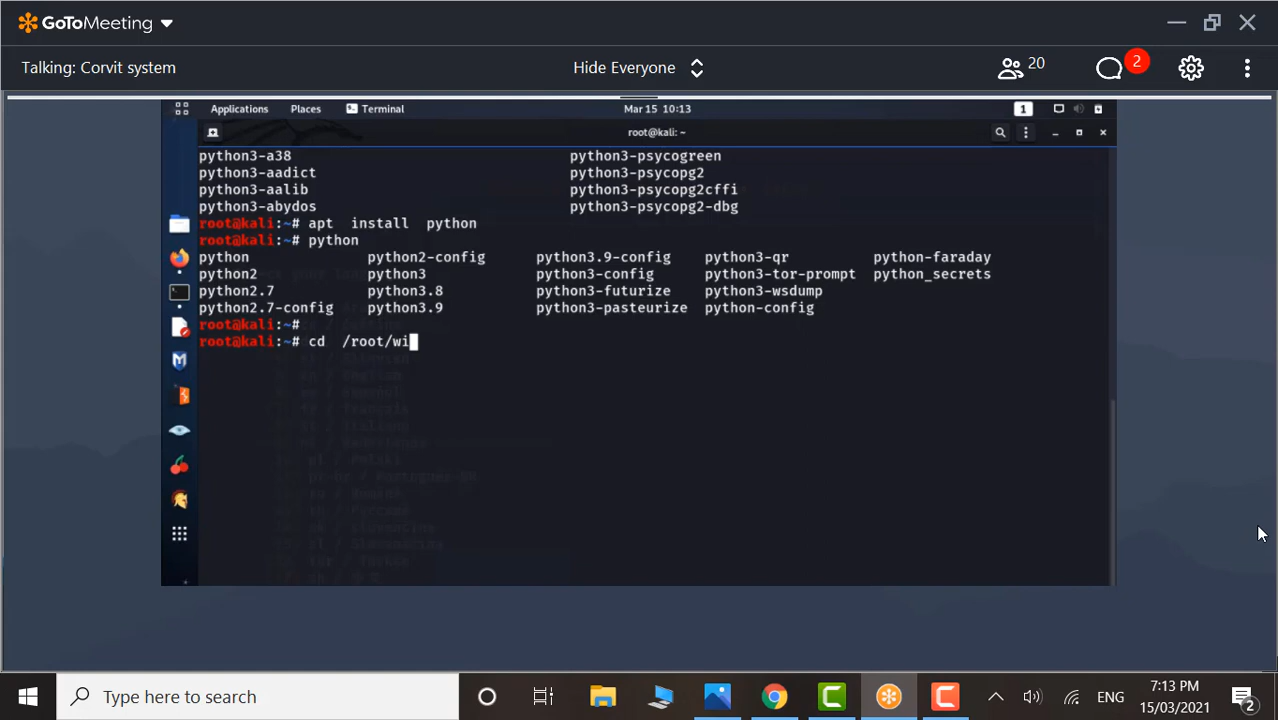 GoToMeeting
Talking: Corvit system
Hide Everyone
20
2
Applications Places Terminal
Mar 15 10:13
1
root@kali: ~
python3-a38 python3-psycogreen
python3-aadict python3-psycopg2
python3-aalib python3-psycopg2cffi
python3-abydos python3-psycopg2-dbg
root@kali:~# apt install python
root@kali:~# python
python python2-config python3.9-config python3-qr python-faraday
python2 python3 python3-config python3-tor-prompt python_secrets
python2.7 python3.8 python3-futurize python3-wsdump
python2.7-config python3.9 python3-pasteurize python-config
root@kali:~#
root@kali:~# cd /root/wi
Type here to search
ENG
7:13 PM
15/03/2021
2